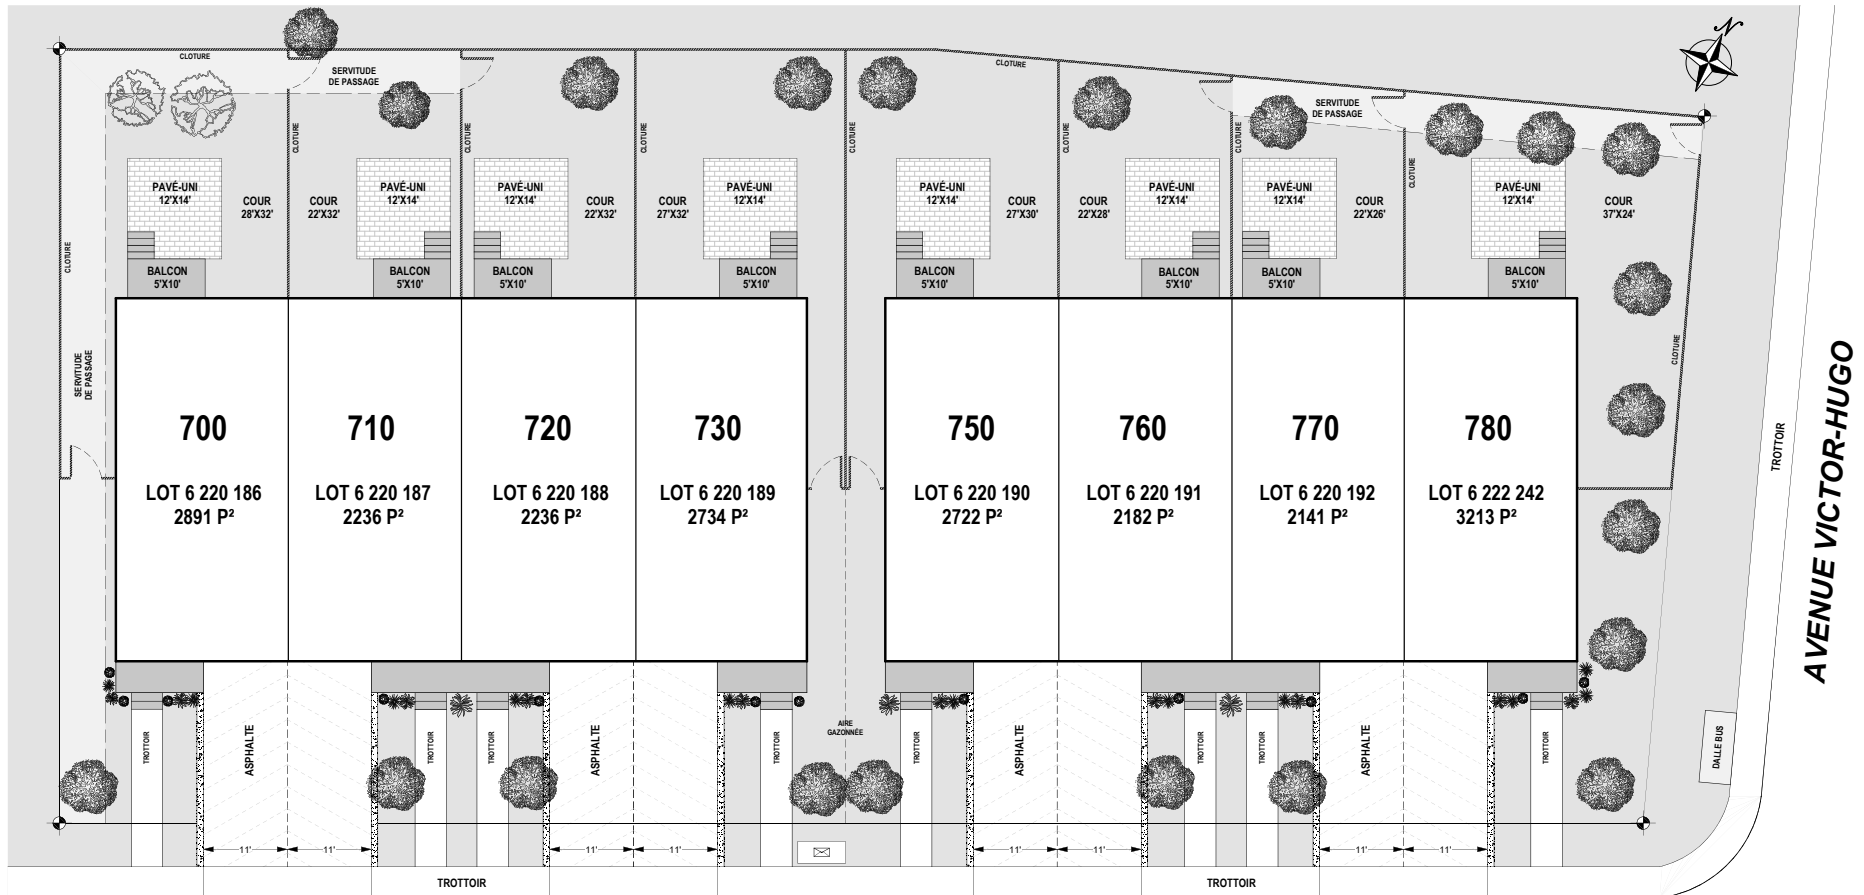 N
CLOTURE
SERVITUDE
DE PASSAGE
CLOTURE
SERVITUDE
DE PASSAGE
CLOTURE
CLOTURE
CLOTURE
CLOTURE
CLOTURE
CLOTURE
CLOTURE
PAVÉ-UNI
12'X14'
COUR
28'X32'
COUR
22'X32'
PAVÉ-UNI
12'X14'
PAVÉ-UNI
12'X14'
COUR
22'X32'
COUR
27'X32'
PAVÉ-UNI
12'X14'
PAVÉ-UNI
12'X14'
COUR
27'X30'
COUR
22'X28'
PAVÉ-UNI
12'X14'
PAVÉ-UNI
12'X14'
COUR
22'X26'
PAVÉ-UNI
12'X14'
COUR
37'X24'
CLOTURE
BALCON
5'X10'
BALCON
5'X10'
BALCON
5'X10'
BALCON
5'X10'
BALCON
5'X10'
BALCON
5'X10'
BALCON
5'X10'
BALCON
5'X10'
CLOTURE
SERVITUDE
DE PASSAGE
700
LOT 6 220 186
2891 P²
710
LOT 6 220 187
2236 P²
720
LOT 6 220 188
2236 P²
730
LOT 6 220 189
2734 P²
750
LOT 6 220 190
2722 P²
760
LOT 6 220 191
2182 P²
770
LOT 6 220 192
2141 P²
780
LOT 6 222 242
3213 P²
TROTTOIR
AVENUE VICTOR-HUGO
TROTTOIR
ASPHALTE
TROTTOIR
TROTTOIR
ASPHALTE
TROTTOIR
AIRE
GAZONNÉE
TROTTOIR
ASPHALTE
TROTTOIR
TROTTOIR
ASPHALTE
TROTTOIR
DALLE BUS
11'
11'
11'
11'
11'
11'
11'
11'
TROTTOIR
TROTTOIR